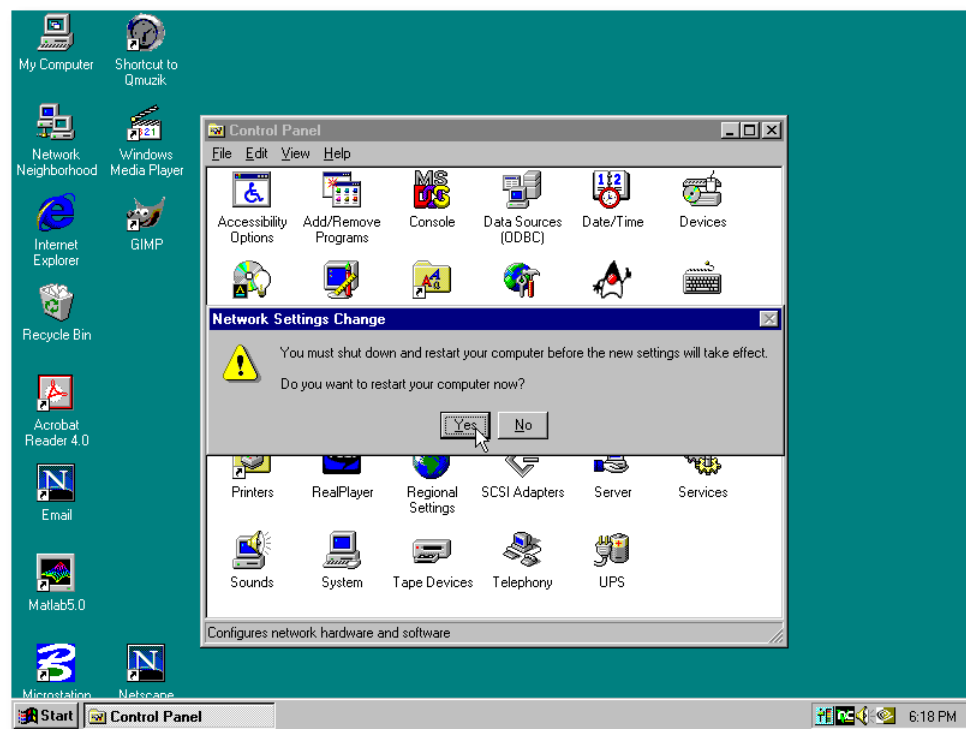 My Computer
Shortcut to
Qmuzik
Network
Neighborhood
Windows
Media Player
321
Internet
Explorer
GIMP
Recycle Bin
Acrobat
Reader 4.0
Email
Matlab5.0
Microstation
Netscape
Control Panel
File Edit View Help
Accessibility
Options
Add/Remove
Programs
MS
Console
Data Sources
(ODBC)
12
Date/Time
Devices
Network Settings Change
You must shut down and restart your computer before the new settings will take effect.
Do you want to restart your computer now?
Yes No
Printers
RealPlayer
Regional
Settings
SCSI Adapters
Server
Services
Sounds
System
Tape Devices
Telephony
UPS
Configures network hardware and software
Start Control Panel 6:18 PM